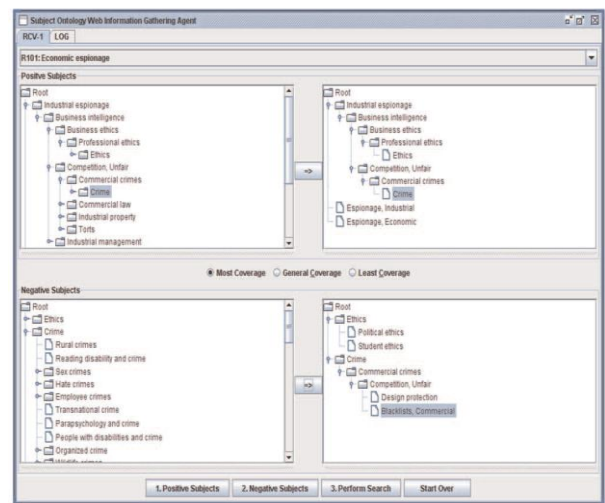 Subject Ontology Web Information Gathering Agent
RCV-1 LOG
R101: Economic espionage
Positve Subjects
Root
Industrial espionage
Business intelligence
Business ethics
Professional ethics
Ethics
Competition, Unfair
Commercial crimes
Crime
Commercial law
Industrial property
Torts
Industrial management
=>
Root
Industrial espionage
Business intelligence
Business ethics
Professional ethics
Ethics
Competition, Unfair
Commercial crimes
Crime
Espionage, Industrial
Espionage, Economic
Most Coverage General Coverage Least Coverage
Negative Subjects
Root
Ethics
Crime
Rural crimes
Reading disability and crime
Sex crimes
Hate crimes
Employee crimes
Transnational crime
Parapsychology and crime
People with disabilities and crime
Organized crime
Wildlife crimes
=>
Root
Ethics
Political ethics
Student ethics
Crime
Commercial crimes
Competition, Unfair
Design protection
Blacklists, Commercial
1. Positive Subjects 2. Negative Subjects 3. Perform Search Start Over